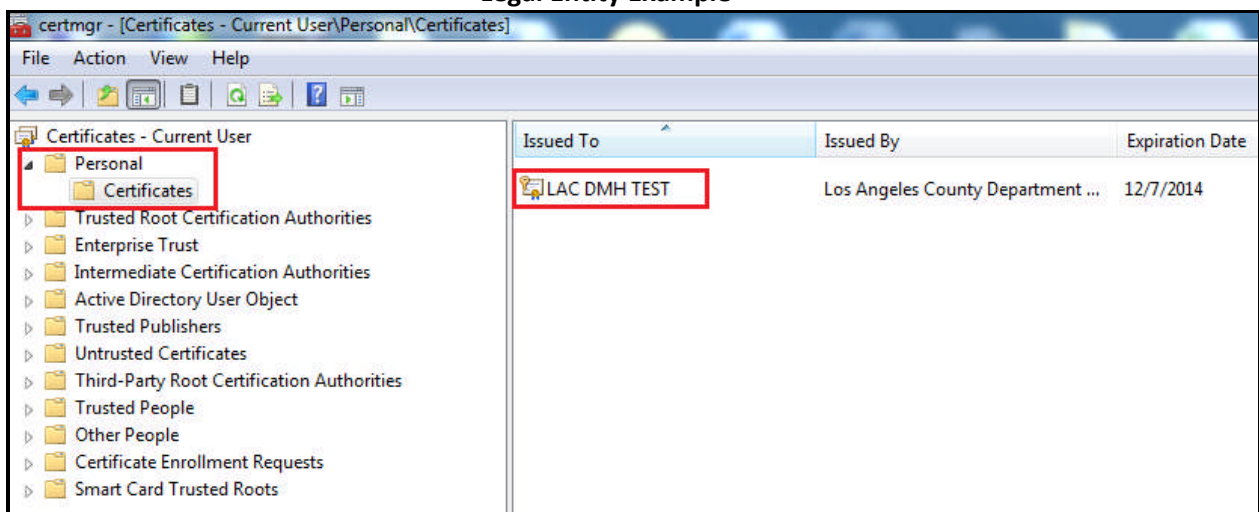 Legal Entity Example
certmgr - [Certificates - Current User\Personal\Certificates]
File Action View Help
Certificates - Current User
Personal
Certificates
Trusted Root Certification Authorities
Enterprise Trust
Intermediate Certification Authorities
Active Directory User Object
Trusted Publishers
Untrusted Certificates
Third-Party Root Certification Authorities
Trusted People
Other People
Certificate Enrollment Requests
Smart Card Trusted Roots
Issued To Issued By Expiration Date
LAC DMH TEST Los Angeles County Department ... 12/7/2014